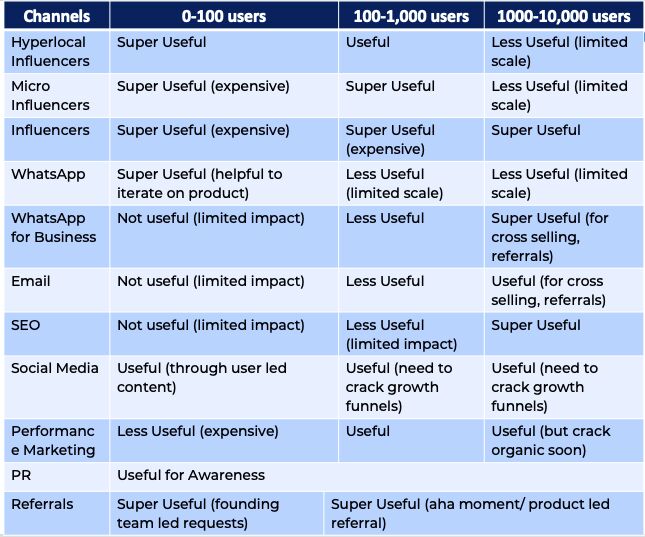 Channels 0-100 users 100-1,000 users 1000-10,000 users
Hyperlocal Super Useful Useful Less Useful (limited
Influencers scale)
Micro Super Useful (expensive) Super Useful Less Useful (limited
Influencers scale)
Influencers Super Useful (expensive) Super Useful Super Useful
(expensive)
WhatsApp Super Useful (helpful to Less Useful Less Useful (limited
iterate on product) (limited scale) scale)
WhatsApp Not useful (limited impact) Less Useful Super Useful (for
for Business cross selling,
referrals)
Email Not useful (limited impact) Less Useful Useful (for cross
selling, referrals)
SEO Not useful (limited impact) Less Useful Super Useful
(limited impact)
Social Media Useful (through user led Useful (need to Useful (need to
content) crack growth crack growth
funnels) funnels)
Performanc Less Useful (expensive) Useful Useful (but crack
e Marketing organic soon)
PR Useful for Awareness
Referrals Super Useful (founding Super Useful (aha moment/ product led
team led requests) referral)